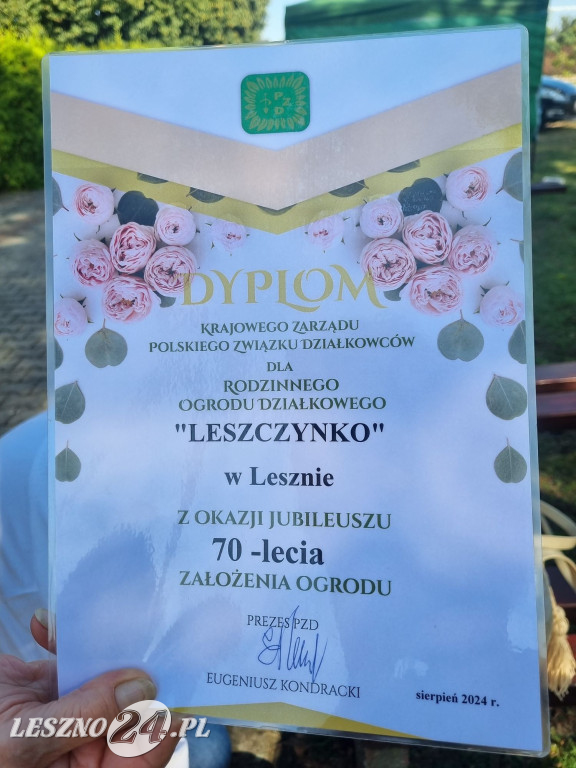 PZD
DYPLOM
KRAJOWEGO ZARZĄDU
POLSKIEGO ZWIĄZKU DZIAŁKOWCÓW
DLA
RODZINNEGO
OGRODU DZIAŁKOWEGO
"LESZCZYNKO"
w Lesznie
Z OKAZJI JUBILEUSZU
70 -lecia
ZAŁOŻENIA OGRODU
PREZES PZD
EUGENIUSZ KONDRACKI
sierpień 2024 r.
LESZNO24.PL